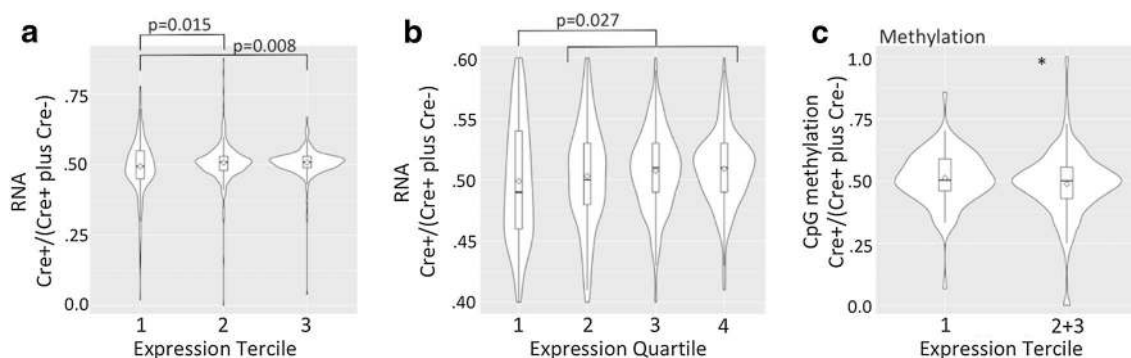 a
p=0.015
p=0.008
RNA
Cre+/(Cre+ plus Cre-)
.75
.50
.25
0.0
1 2 3
Expression Tercile
b
p=0.027
RNA
Cre+/(Cre+ plus Cre-)
.60
.55
.50
.45
.40
1 2 3 4
Expression Quartile
c
Methylation
*
CpG methylation
Cre+/(Cre+ plus Cre-)
1.0
0.75
.50
0.25
0.0
1 2+3
Expression Tercile